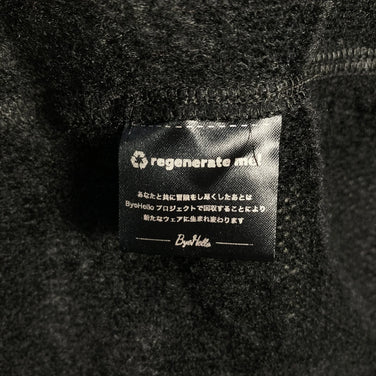 regenerate me!
あなたと共に冒険をし尽くしたあとは
ByeHello プロジェクトで回収することにより
新たなウェアに生まれ変わります
ByeHello